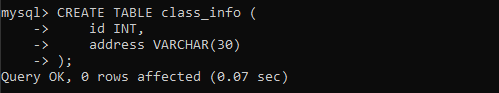 mysql> CREATE TABLE class_info (
    ->     id INT,
    ->     address VARCHAR(30)
    -> );
Query OK, 0 rows affected (0.07 sec)